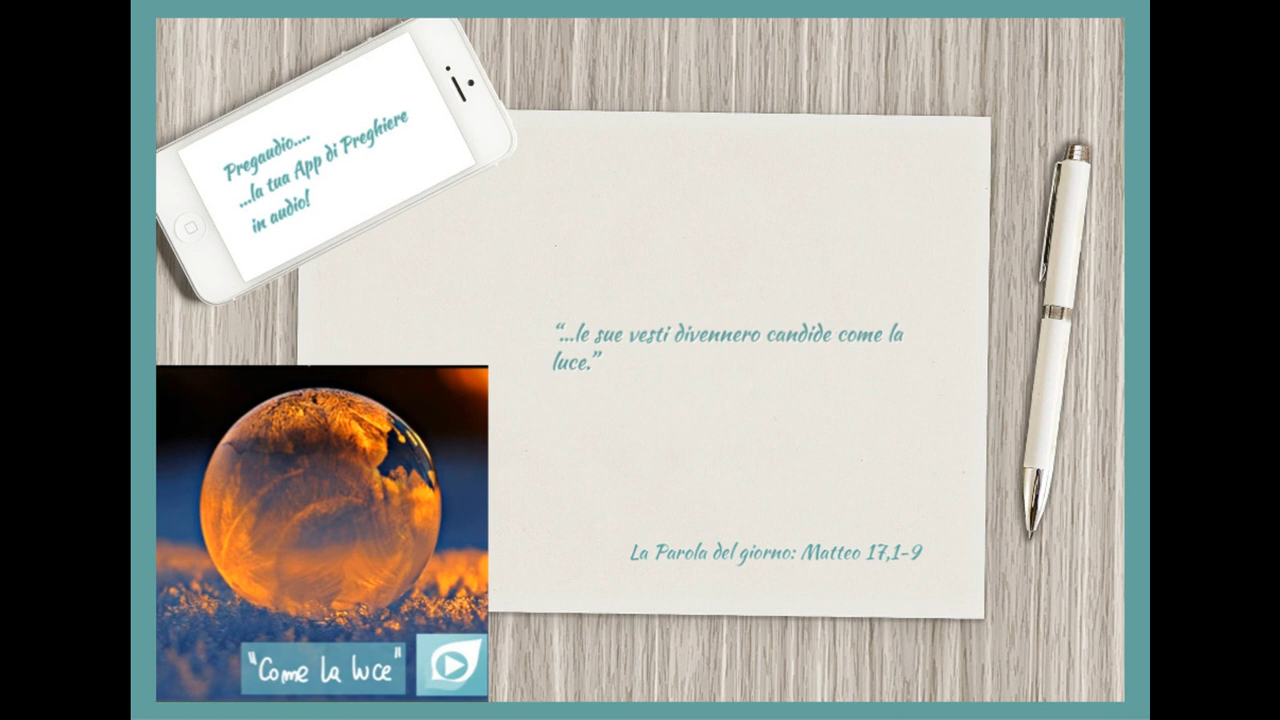 Pregaudio....
...la tua App di Preghiere
in audio!
“...le sue vesti divennero candide come la
luce.”
La Parola del giorno: Matteo 17,1-9
"Come la luce"